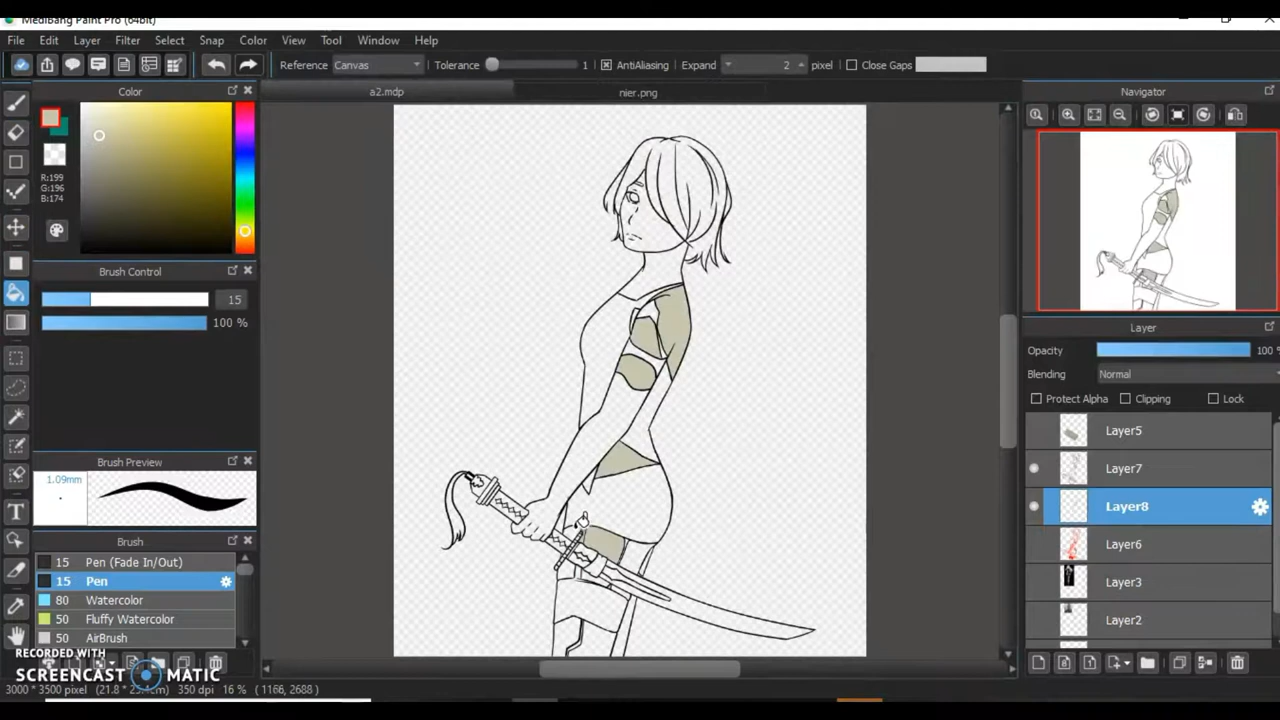 MediBang Paint Pro (64bit)
File Edit Layer Filter Select Snap Color View Tool Window Help
Reference Canvas Tolerance 1 AntiAliasing Expand 2 pixel Close Gaps
Color a2.mdp nier.png Navigator
R:199
G:196
B:174
Brush Control
15
100 %
Layer
Opacity 100 %
Blending Normal
Protect Alpha Clipping Lock
Layer5
Brush Preview Layer7
1.09mm
Layer8
Brush Layer6
15 Pen (Fade In/Out)
15 Pen Layer3
80 Watercolor
50 Fluffy Watercolor Layer2
50 AirBrush
RECORDED WITH
SCREENCAST MATIC
3000 * 3500 pixel (21.8 * 25.4cm) 350 dpi 16 % ( 1166, 2688 )